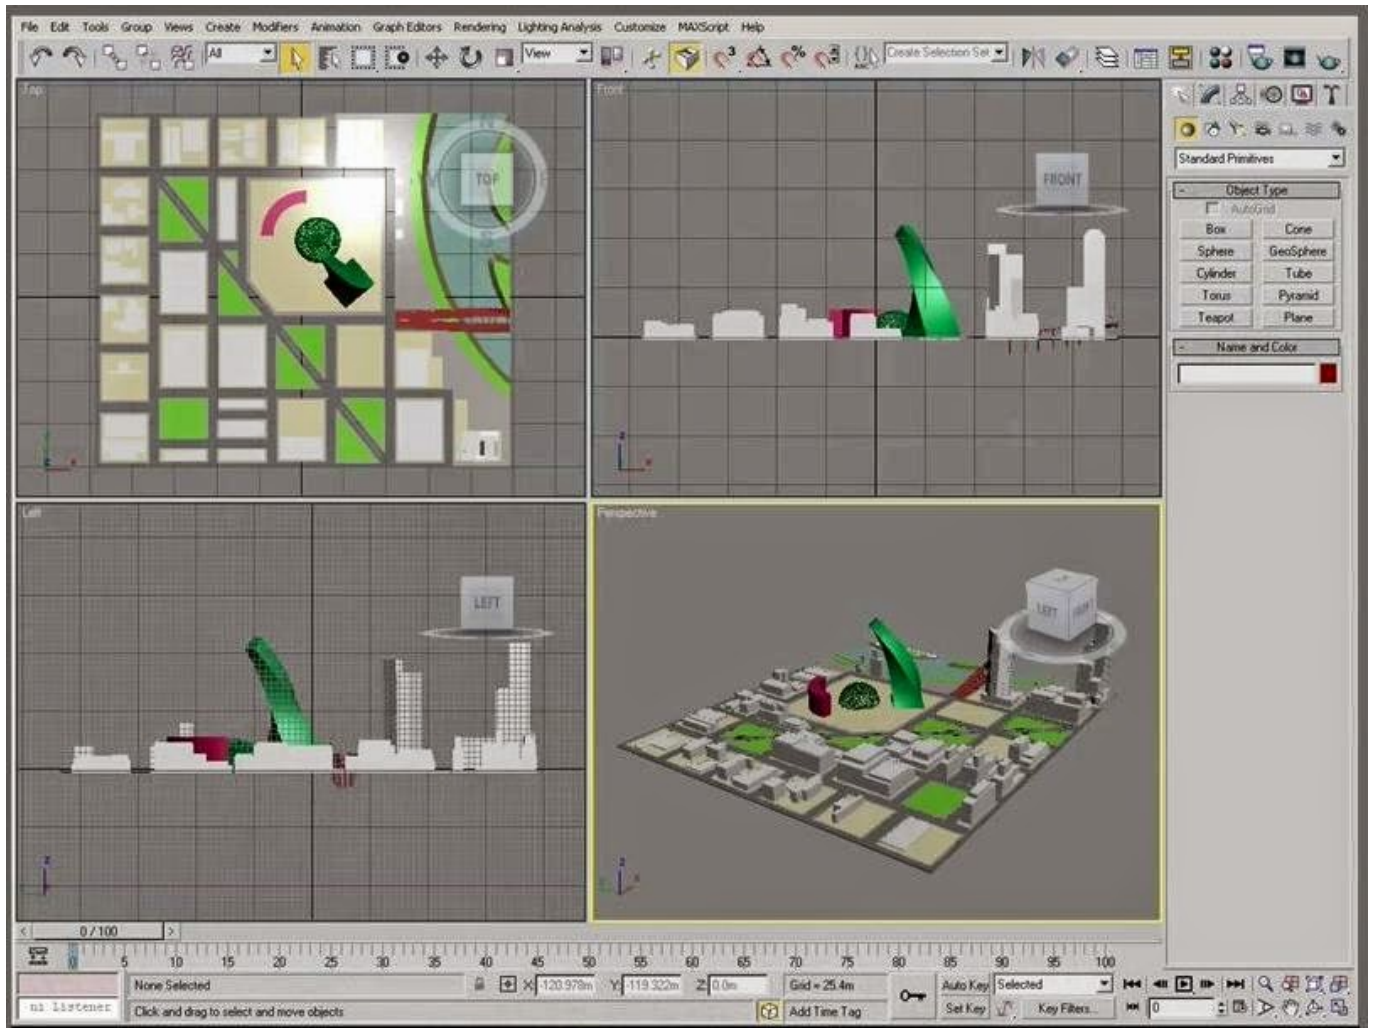 File Edit Tools Group Views Create Modifiers Animation Graph Editors Rendering Lighting Analysis Customize MAXScript Help
All View Create Selection Set
Top
TOP
Front
FRONT
Standard Primitives
- Object Type
AutoGrid
Box Cone
Sphere GeoSphere
Cylinder Tube
Torus Pyramid
Teapot Plane
- Name and Color
Left
LEFT
Perspective
LEFT
0 / 100
0 5 10 15 20 25 30 35 40 45 50 55 60 65 70 75 80 85 90 95 100
None Selected X: -120.978m Y: -119.322m Z: 0.0m Grid = 25.4m Auto Key Selected
ni Listener Click and drag to select and move objects Add Time Tag Set Key Key Filters... 0